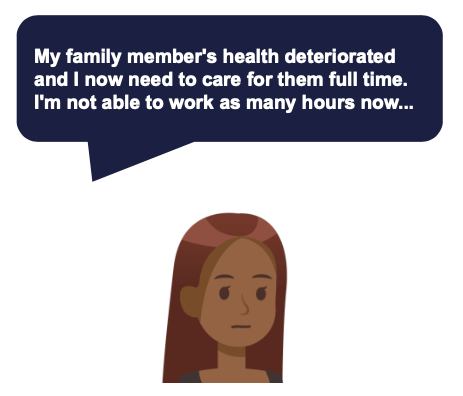 My family member's health deteriorated
and I now need to care for them full time.
I'm not able to work as many hours now...